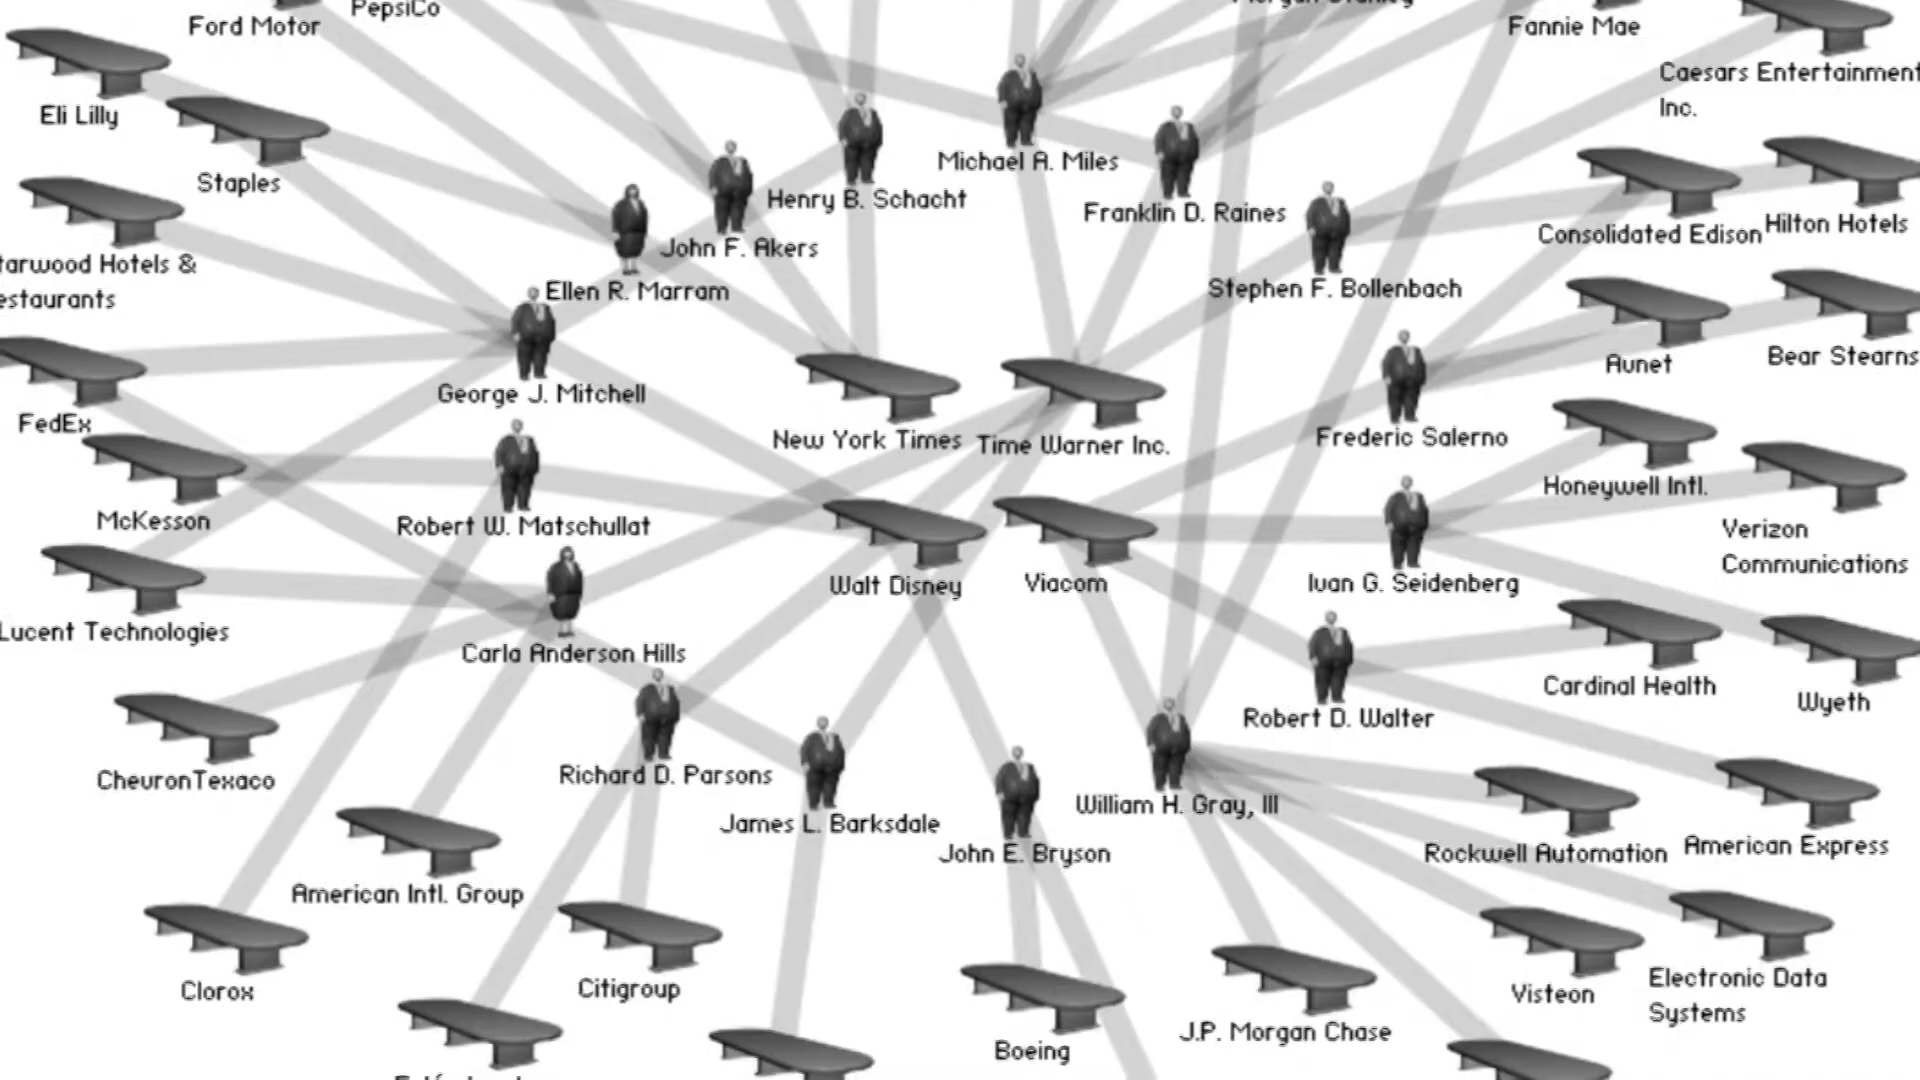 PepsiCo
Ford Motor
Fannie Mae
Caesars Entertainment
Inc.
Eli Lilly
Staples
Michael A. Miles
Henry B. Schacht
Franklin D. Raines
Consolidated Edison
Hilton Hotels
John F. Akers
Hotels &
Ellen R. Marram
Stephen F. Bollenbach
Avnet
Bear Stearns
George J. Mitchell
FedEx
New York Times
Time Warner Inc.
Frederic Salerno
Honeywell Intl.
McKesson
Robert W. Matschullat
Verizon
Communications
Walt Disney
Viacom
Ivan G. Seidenberg
Lucent Technologies
Carla Anderson Hills
Cardinal Health
Wyeth
Robert D. Walter
ChevronTexaco
Richard D. Parsons
James L. Barksdale
William H. Gray, III
John E. Bryson
Rockwell Automation
American Express
American Intl. Group
Clorox
Citigroup
Visteon
Electronic Data
Systems
J.P. Morgan Chase
Boeing